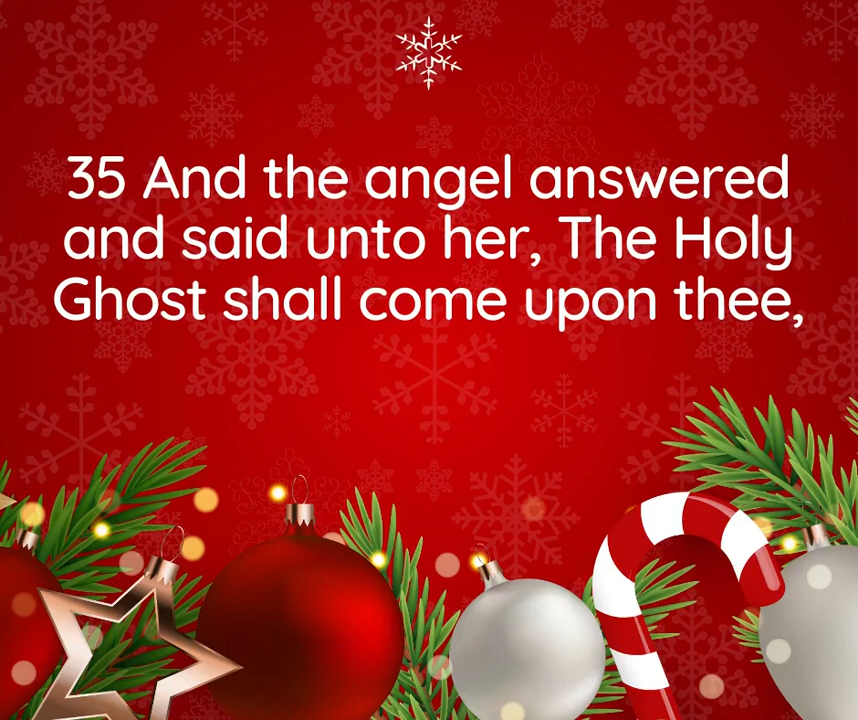 35 And the angel answered
and said unto her, The Holy
Ghost shall come upon thee,